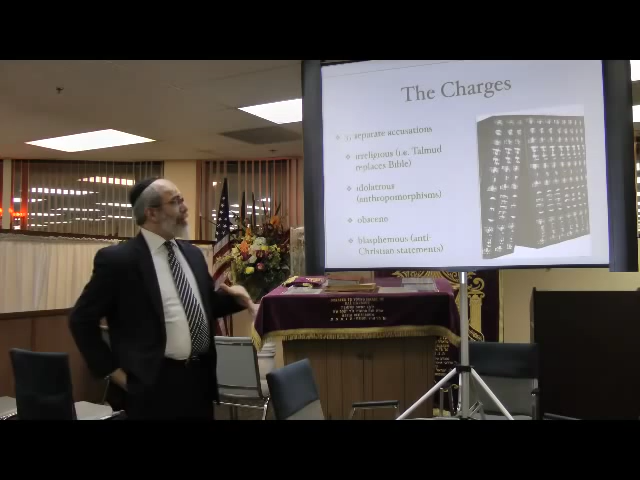 The Charges
separate accusations
irreligious (i.e. Talmud
replaces Bible)
idolatrous
(anthropomorphisms)
obscene
blasphemous (anti-
Christian statements)